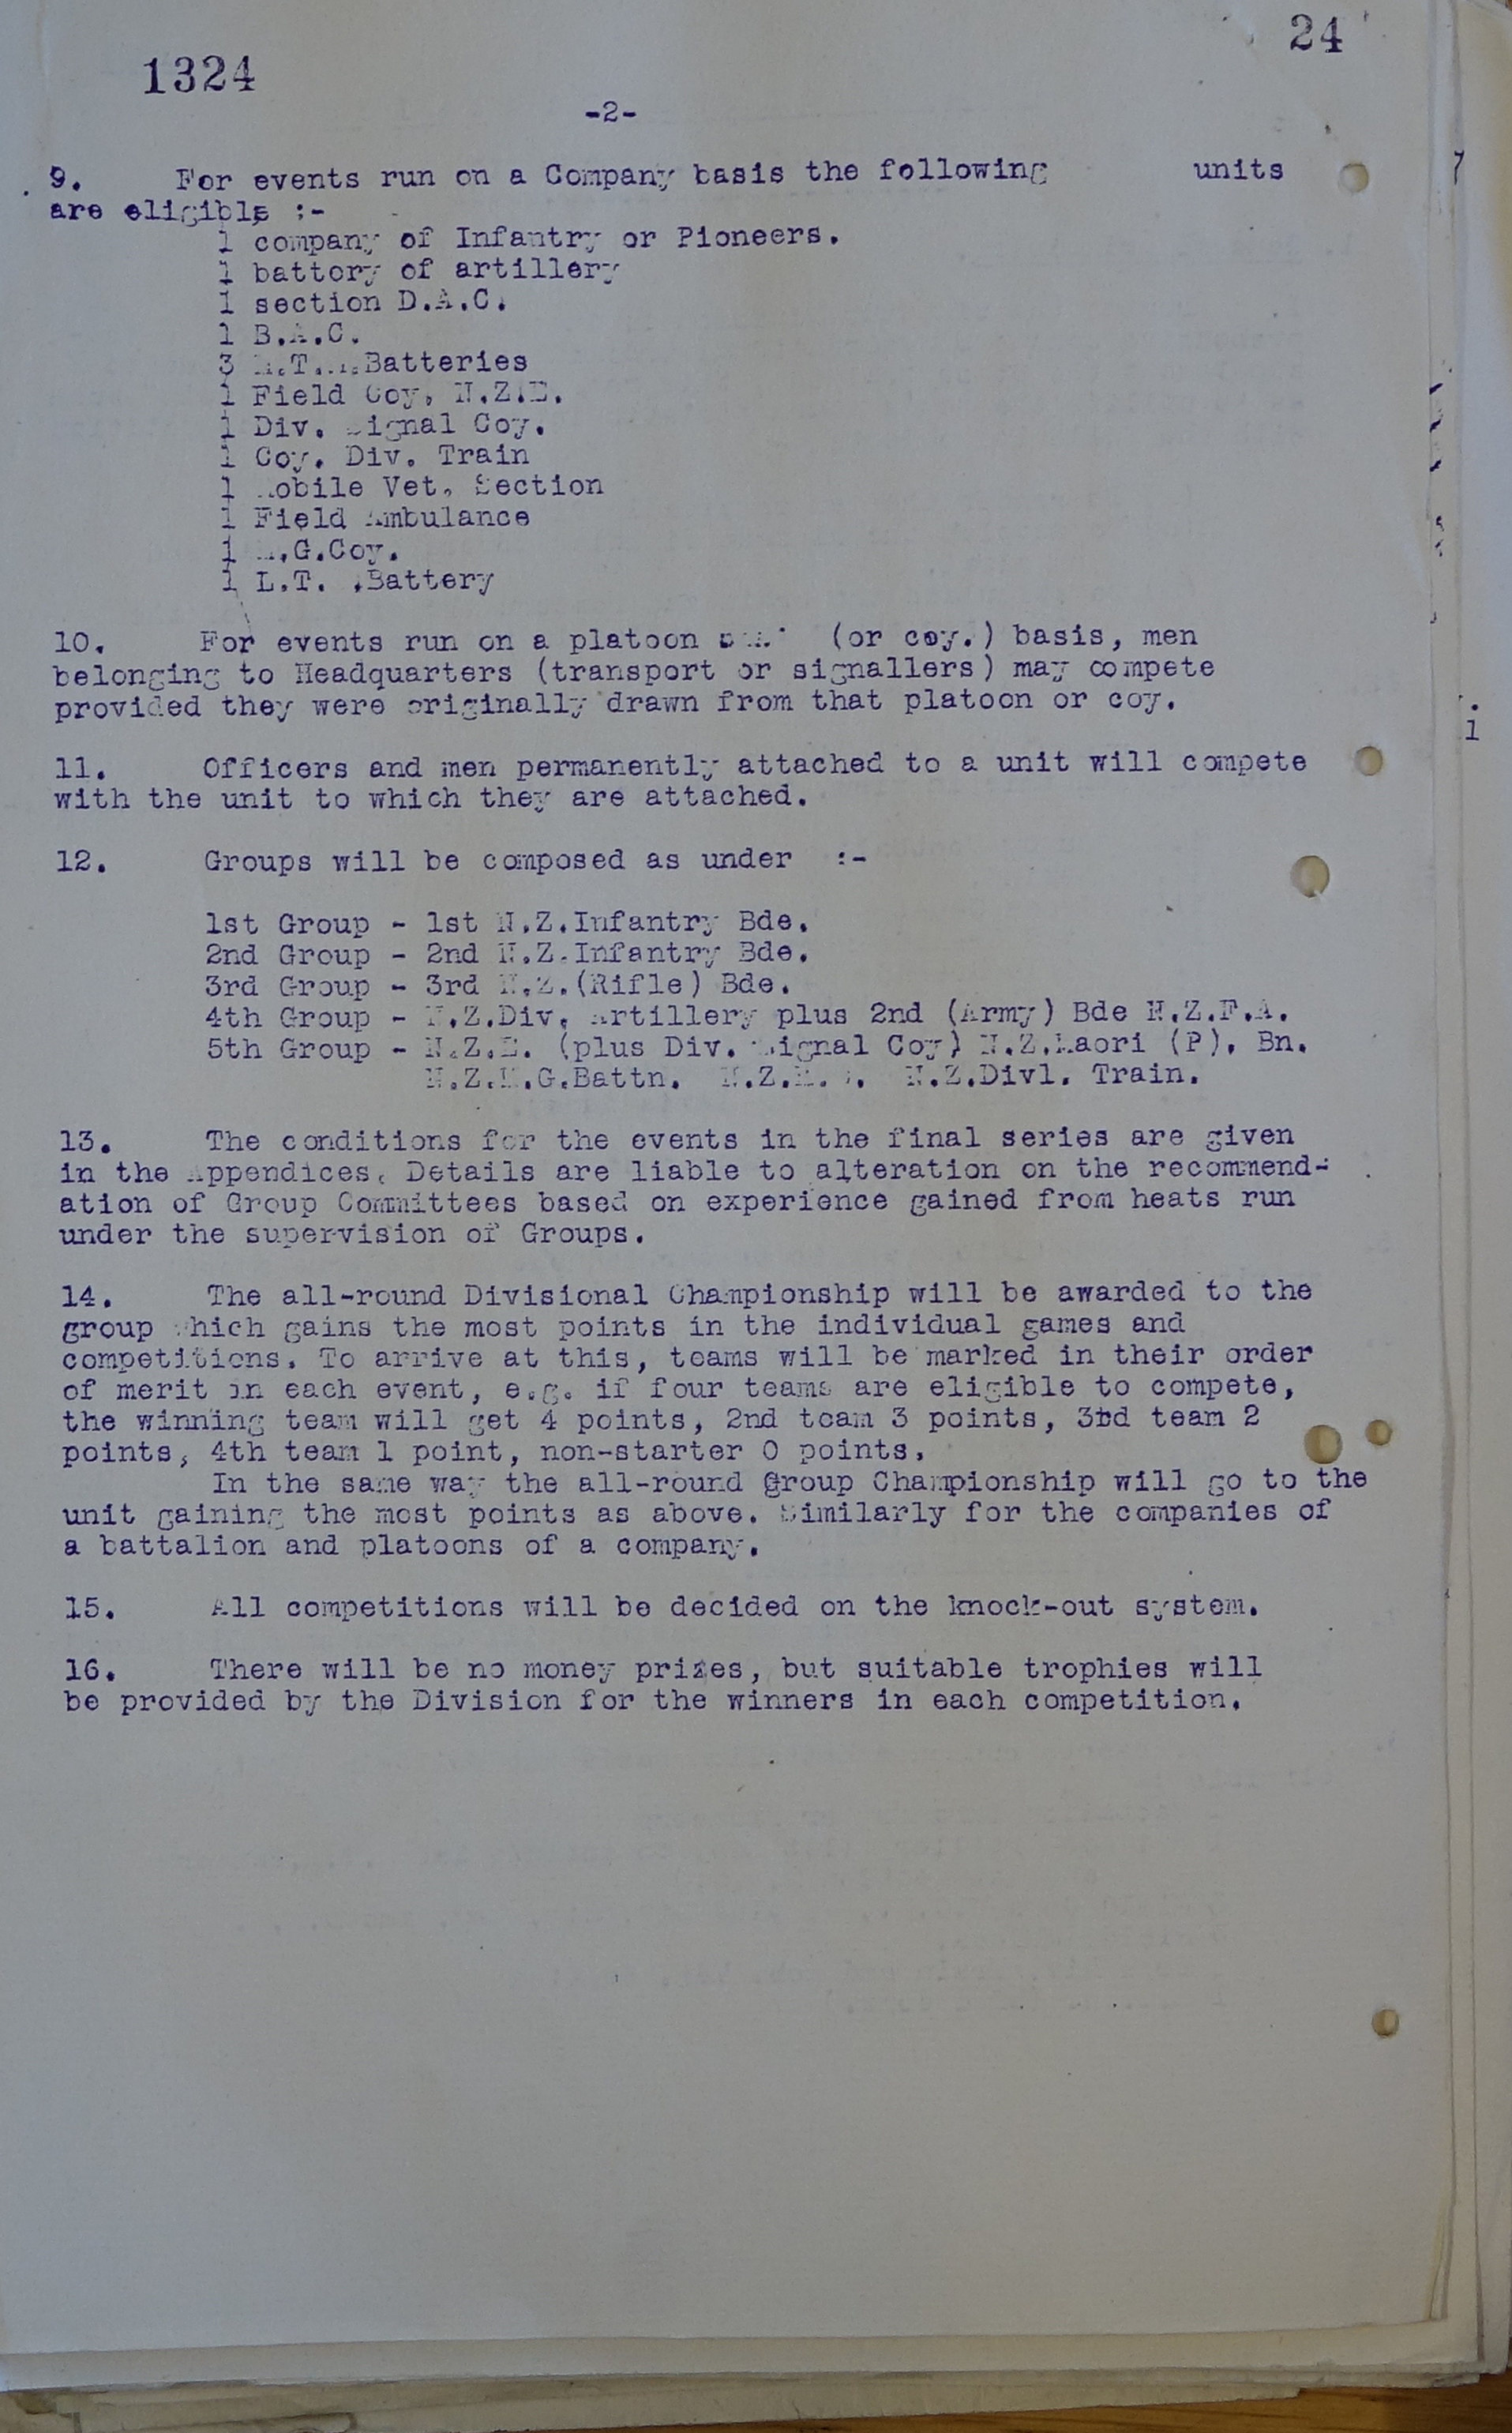 24
1324
-2-
9. For events run on a Company basis the following units
are eligible :-
1 company of Infantry or Pioneers.
1 battery of artillery
1 section D.A.C.
1 B.A.C.
3 Batteries
1 Field Coy. N.Z.E.
1 Div. Signal Coy.
1 Coy. Div. Train
1 Mobile Vet. Section
1 Field Ambulance
1 M.G.Coy.
1 L.T. .Battery
10. For events run on a platoon (or coy.) basis, men
belonging to Headquarters (transport or signallers) may compete
provided they were originally drawn from that platoon or coy.
11. Officers and men permanently attached to a unit will compete
with the unit to which they are attached.
12. Groups will be composed as under :-
1st Group - 1st N.Z.Infantry Bde.
2nd Group - 2nd N.Z.Infantry Bde.
3rd Group - 3rd N.Z.(Rifle) Bde.
4th Group - N.Z.Div. Artillery plus 2nd (Army) Bde N.Z.F.A.
5th Group - N.Z.E. (plus Div. Signal Coy) N.Z.Maori (P). Bn.
N.Z.M.G.Battn. N.Z.Divl. Train.
13. The conditions for the events in the final series are given
in the Appendices. Details are liable to alteration on the recommend-
ation of Group Committees based on experience gained from heats run
under the supervision of Groups.
14. The all-round Divisional Championship will be awarded to the
group which gains the most points in the individual games and
competitions. To arrive at this, teams will be marked in their order
of merit in each event, e.g. if four teams are eligible to compete,
the winning team will get 4 points, 2nd team 3 points, 3rd team 2
points, 4th team 1 point, non-starter 0 points.
In the same way the all-round Group Championship will go to the
unit gaining the most points as above. Similarly for the companies of
a battalion and platoons of a company.
15. All competitions will be decided on the knock-out system.
16. There will be no money prizes, but suitable trophies will
be provided by the Division for the winners in each competition.